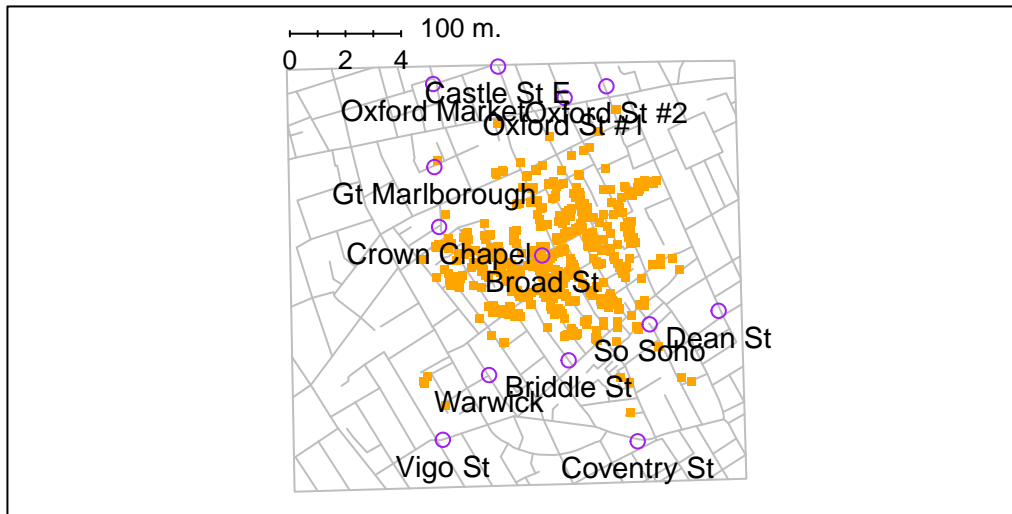 100 m.
0 2 4
Castle St E
Oxford Market
Oxford St #2
Oxford St #1
Gt Marlborough
Crown Chapel
Broad St
Dean St
So Soho
Briddle St
Warwick
Vigo St
Coventry St